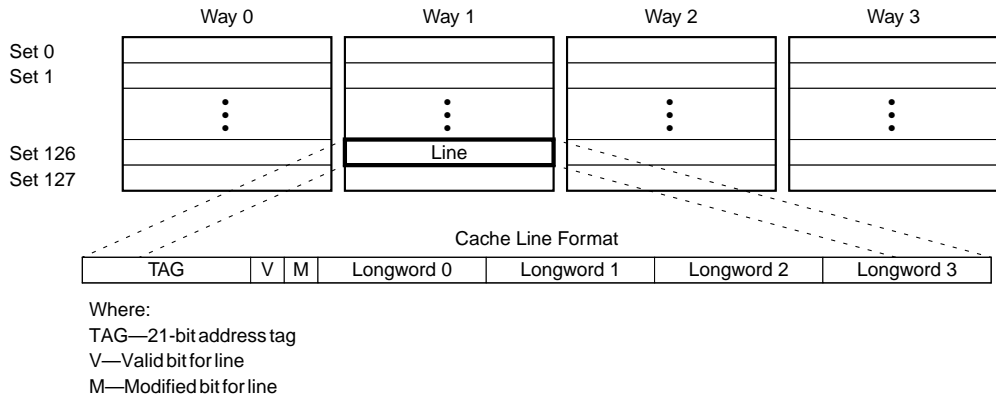 Way 0 Way 1 Way 2 Way 3
Set 0
Set 1
Set 126
Line
Set 127
Cache Line Format
TAG V M Longword 0 Longword 1 Longword 2 Longword 3
Where:
TAG—21-bit address tag
V—Valid bit for line
M—Modified bit for line